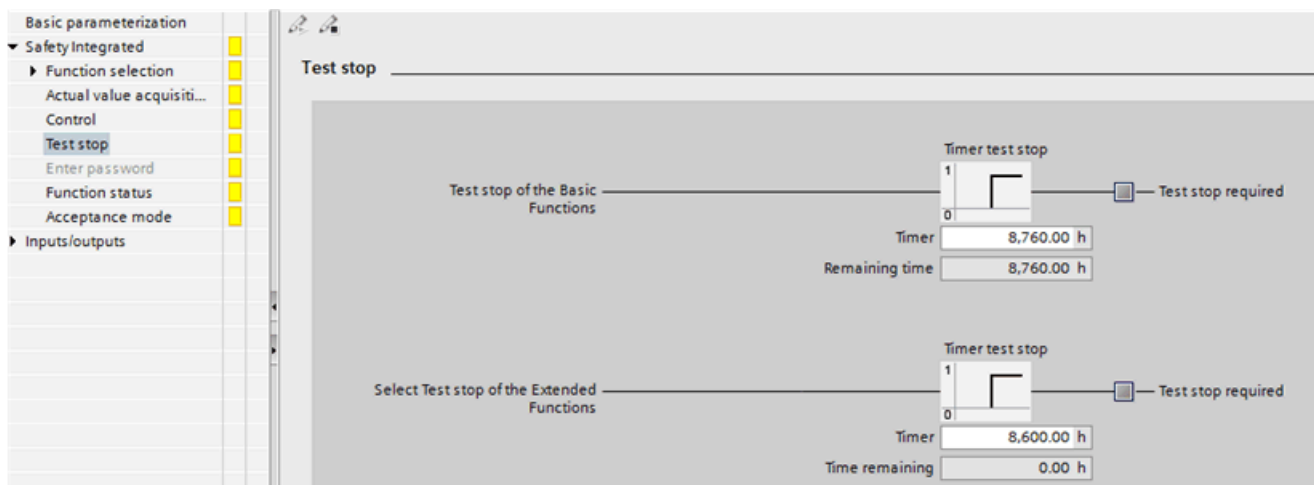 Basic parameterization
Safety Integrated
Function selection
Actual value acquisiti...
Control
Test stop
Enter password
Function status
Acceptance mode
Inputs/outputs
Test stop
Timer test stop
1
0
Test stop of the Basic
Functions
Test stop required
Timer 8,760.00 h
Remaining time 8,760.00 h
Timer test stop
1
0
Select Test stop of the Extended
Functions
Test stop required
Timer 8,600.00 h
Time remaining 0.00 h